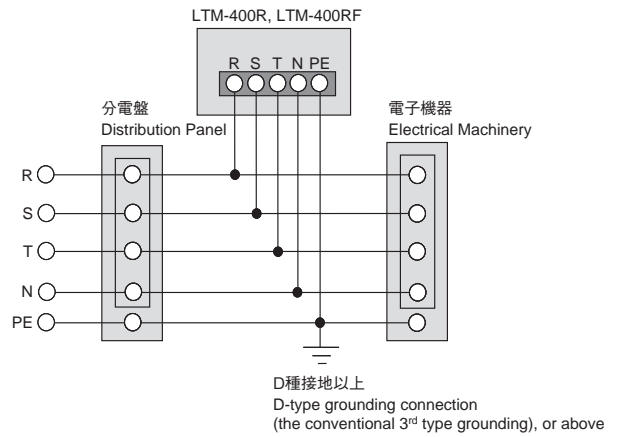 LTM-400R, LTM-400RF
R S T N PE
分電盤
Distribution Panel
電子機器
Electrical Machinery
R
S
T
N
PE
D種接地以上
D-type grounding connection
(the conventional 3rd type grounding), or above